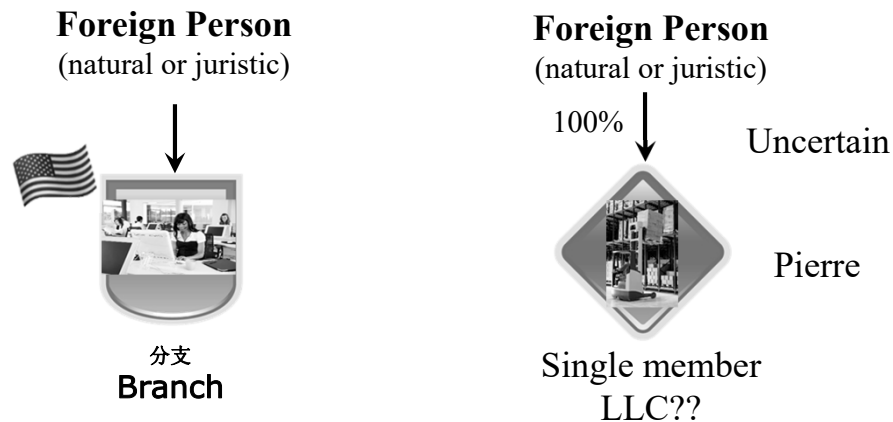 Foreign Person
(natural or juristic)
分支
Branch
Foreign Person
(natural or juristic)
100%
Uncertain
Pierre
Single member
LLC??